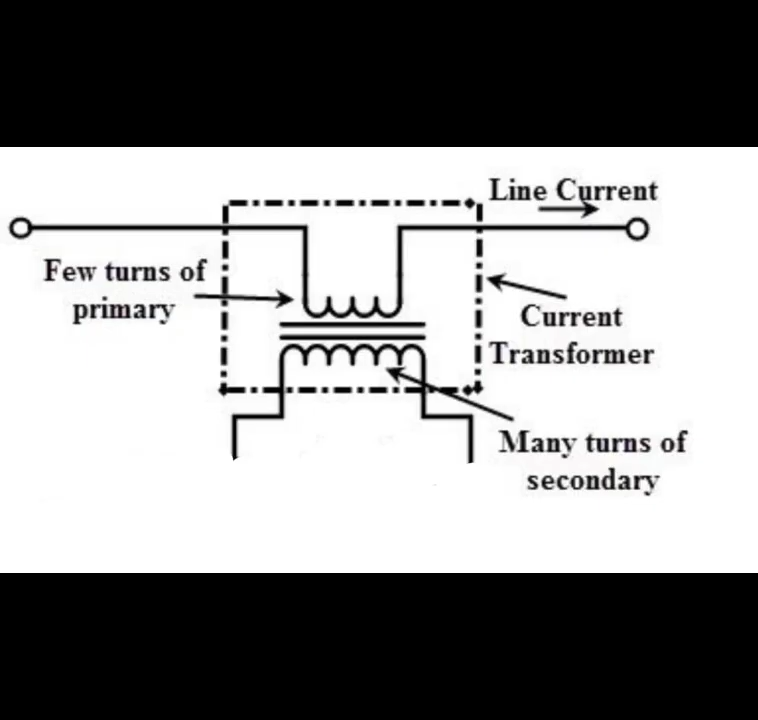 Line Current
Few turns of
primary
Current
Transformer
Many turns of
secondary